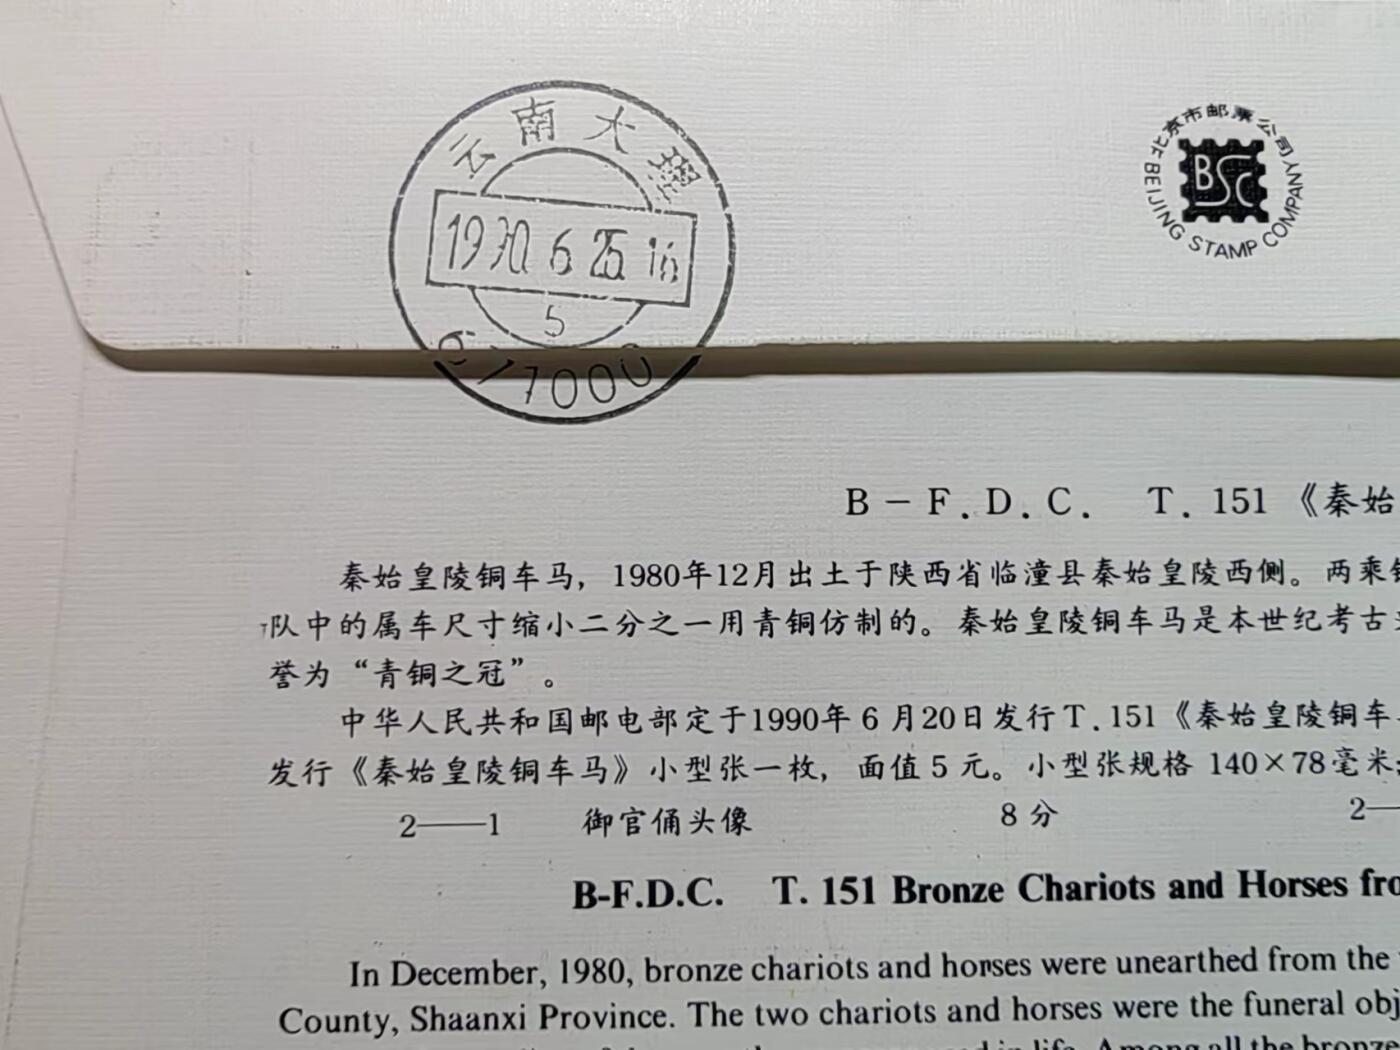 云南大理
1990.6.25.16
5
671000
北京市邮票公司
BSC
BEIJING STAMP COMPANY
B－F.D.C. T.151《秦始
秦始皇陵铜车马，1980年12月出土于陕西省临潼县秦始皇陵西侧。两乘
队中的属车尺寸缩小二分之一用青铜仿制的。秦始皇陵铜车马是本世纪考古
誉为“青铜之冠”。
中华人民共和国邮电部定于1990年6月20日发行T.151《秦始皇陵铜车
发行《秦始皇陵铜车马》小型张一枚，面值5元。小型张规格 140×78毫米
2——1 御官俑头像 8分 2—
B-F.D.C. T. 151 Bronze Chariots and Horses fro
In December, 1980, bronze chariots and horses were unearthed from the
County, Shaanxi Province. The two chariots and horses were the funeral obj
in life. Among all the bronze